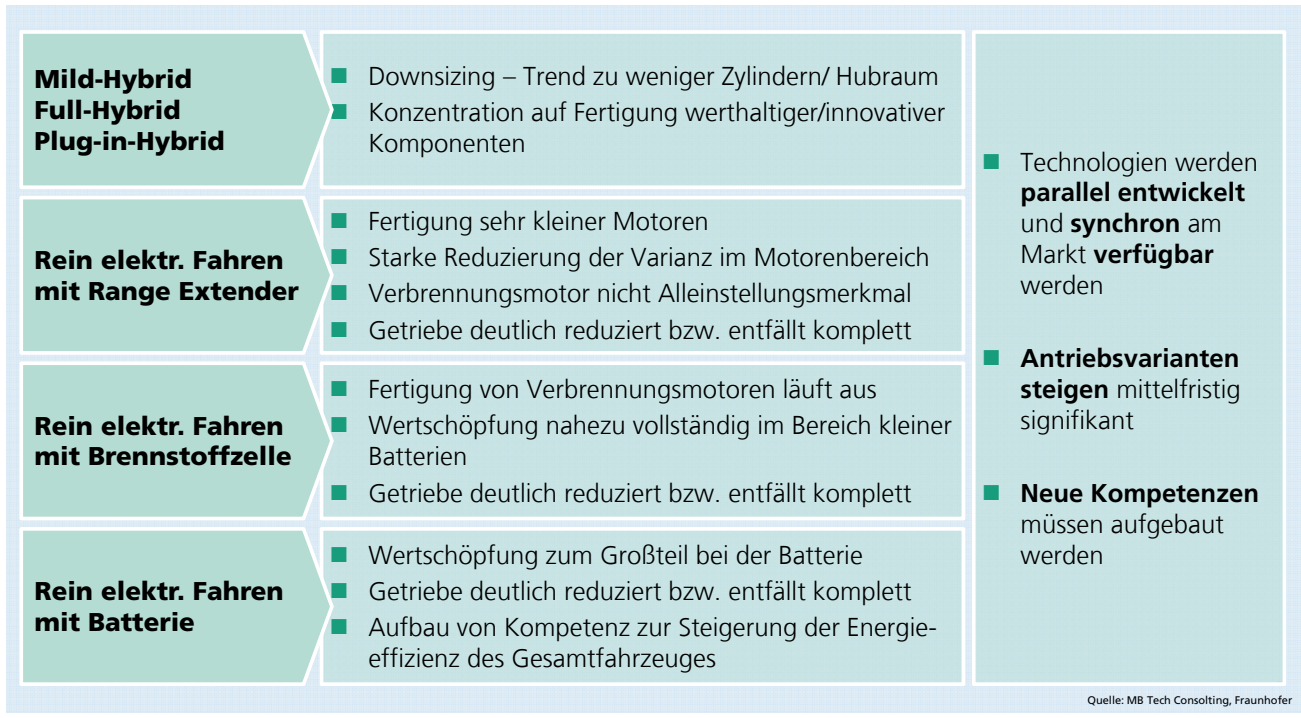 Mild-Hybrid
Full-Hybrid
Plug-in-Hybrid
■ Downsizing – Trend zu weniger Zylindern/ Hubraum
■ Konzentration auf Fertigung werthaltiger/innovativer
Komponenten
Rein elektr. Fahren
mit Range Extender
■ Fertigung sehr kleiner Motoren
■ Starke Reduzierung der Varianz im Motorenbereich
■ Verbrennungsmotor nicht Alleinstellungsmerkmal
■ Getriebe deutlich reduziert bzw. entfällt komplett
Rein elektr. Fahren
mit Brennstoffzelle
■ Fertigung von Verbrennungsmotoren läuft aus
■ Wertschöpfung nahezu vollständig im Bereich kleiner
Batterien
■ Getriebe deutlich reduziert bzw. entfällt komplett
Rein elektr. Fahren
mit Batterie
■ Wertschöpfung zum Großteil bei der Batterie
■ Getriebe deutlich reduziert bzw. entfällt komplett
■ Aufbau von Kompetenz zur Steigerung der Energie-
effizienz des Gesamtfahrzeuges
■ Technologien werden
parallel entwickelt
und synchron am
Markt verfügbar
werden
■ Antriebsvarianten
steigen mittelfristig
signifikant
■ Neue Kompetenzen
müssen aufgebaut
werden
Quelle: MB Tech Consolting, Fraunhofer